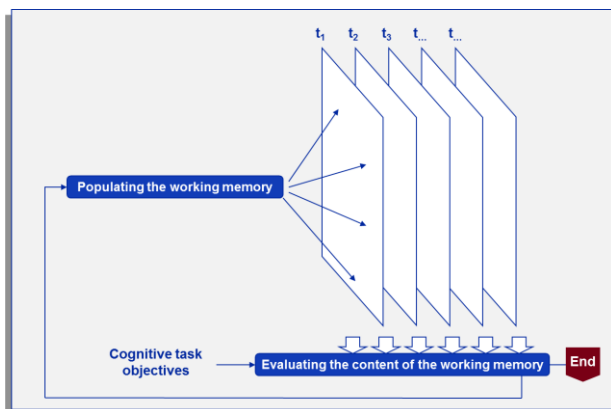 t1 t2 t3 t... t...
Populating the working memory
Cognitive task
objectives
Evaluating the content of the working memory
End